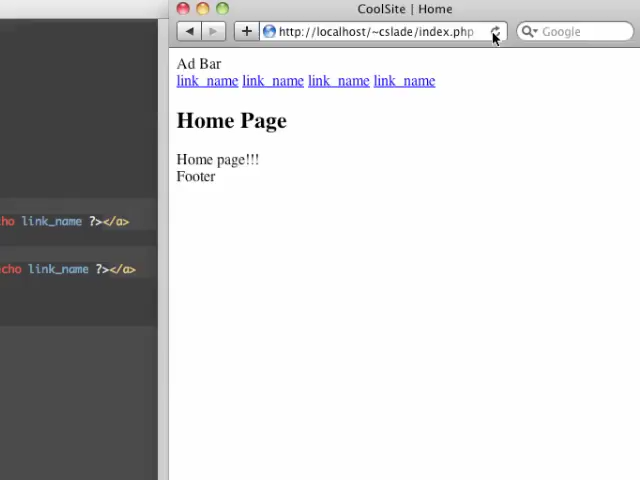 CoolSite | Home
http://localhost/~cslade/index.php
Google
Ad Bar
link_name link_name link_name link_name
Home Page
Home page!!!
Footer
ho link_name ?></a>
cho link_name ?></a>